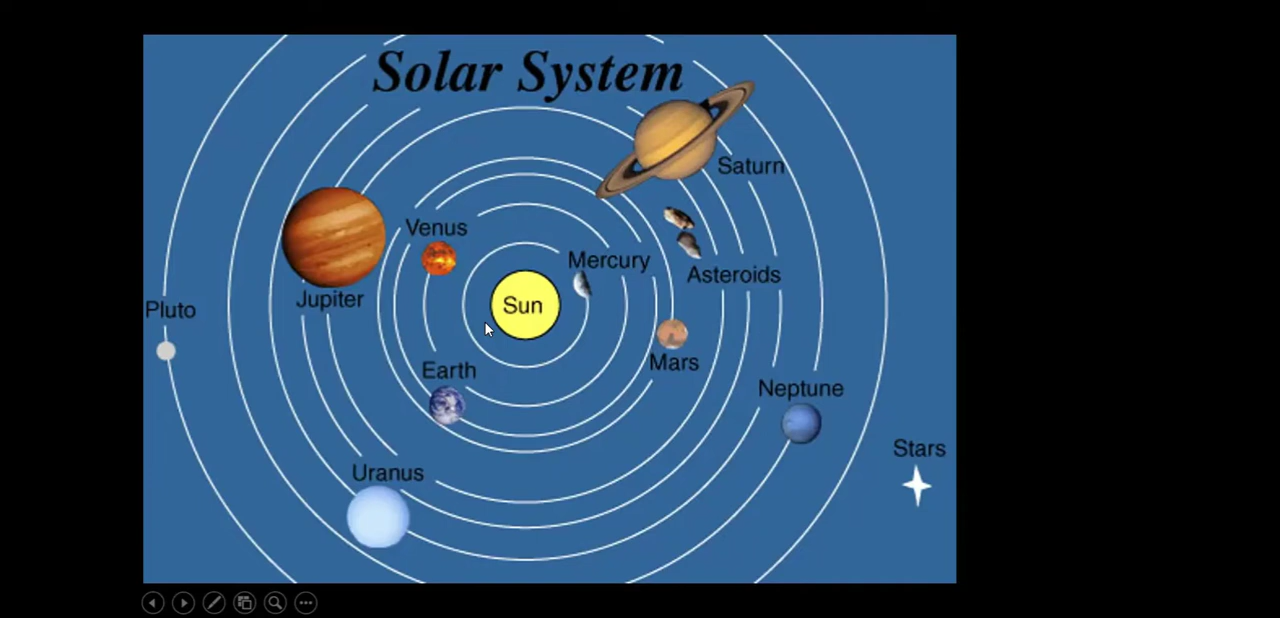 Solar System
Saturn
Venus
Mercury
Asteroids
Jupiter
Sun
Pluto
Mars
Earth
Neptune
Stars
Uranus